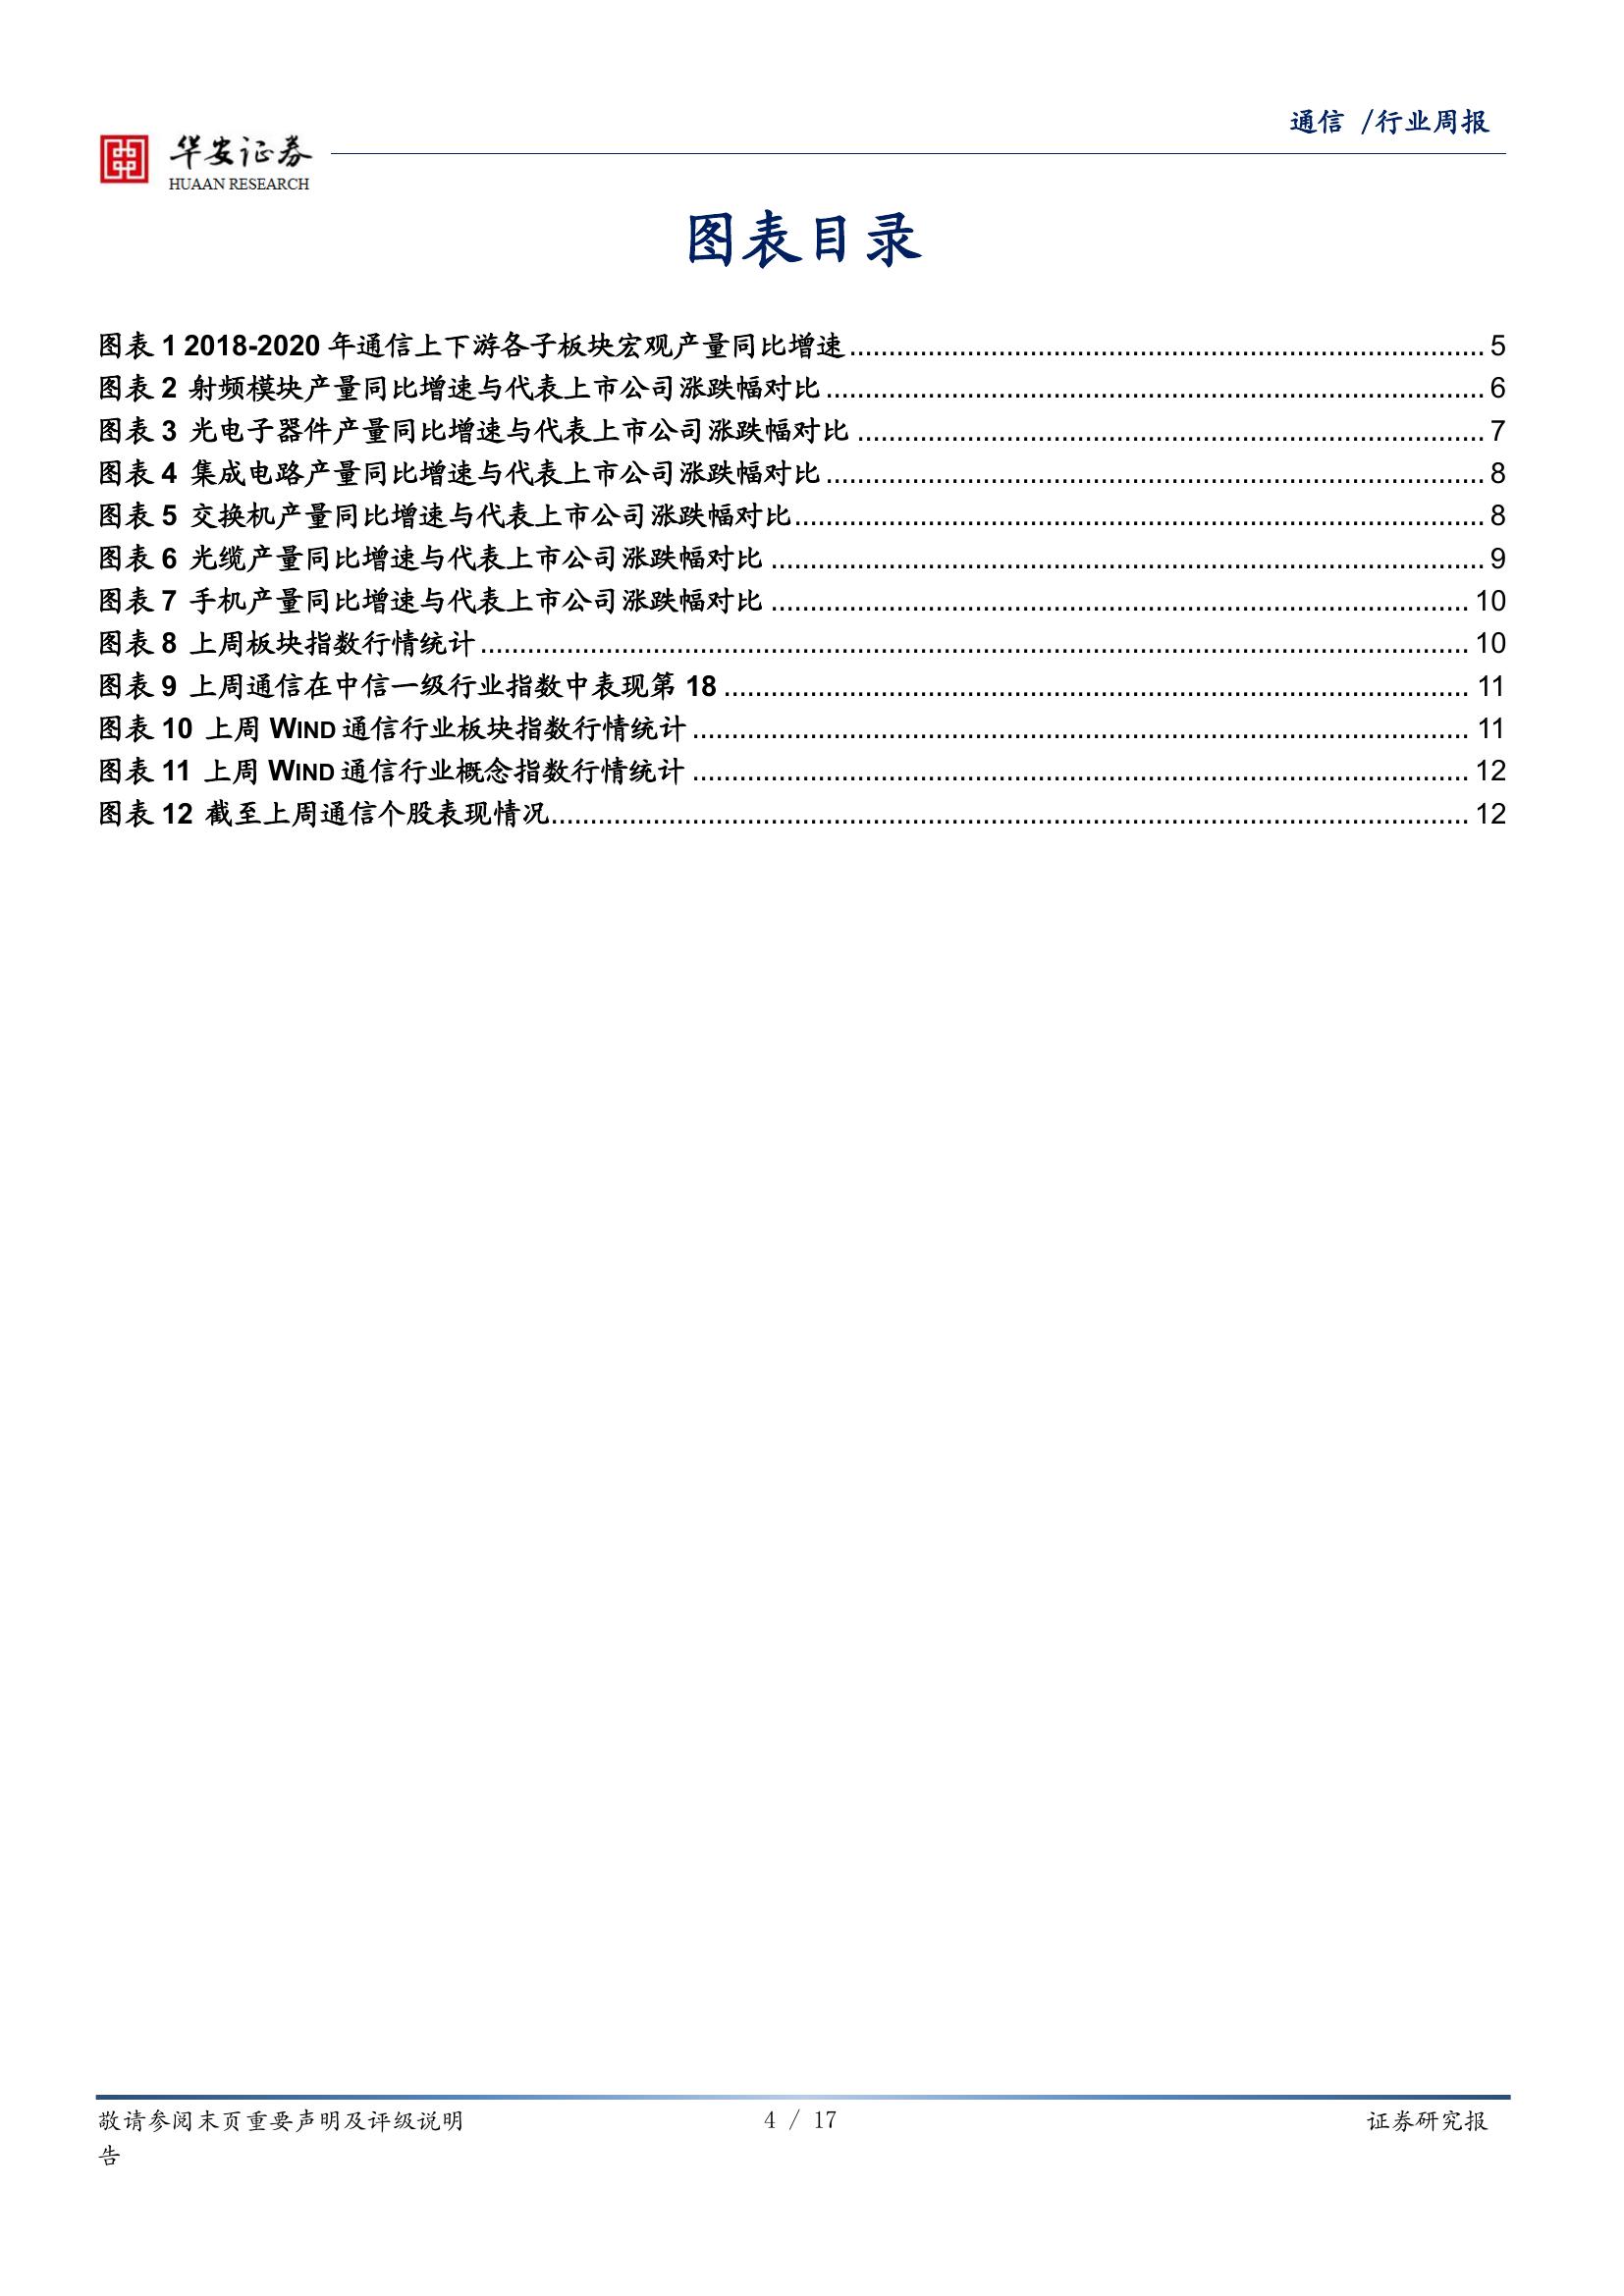 通信 /行业周报
华安证券
HUAAN RESEARCH
图表目录
图表 1 2018-2020 年通信上下游各子板块宏观产量同比增速 5
图表 2 射频模块产量同比增速与代表上市公司涨跌幅对比 6
图表 3 光电子器件产量同比增速与代表上市公司涨跌幅对比 7
图表 4 集成电路产量同比增速与代表上市公司涨跌幅对比 8
图表 5 交换机产量同比增速与代表上市公司涨跌幅对比 8
图表 6 光缆产量同比增速与代表上市公司涨跌幅对比 9
图表 7 手机产量同比增速与代表上市公司涨跌幅对比 10
图表 8 上周板块指数行情统计 10
图表 9 上周通信在中信一级行业指数中表现第 18 11
图表 10 上周 WIND 通信行业板块指数行情统计 11
图表 11 上周 WIND 通信行业概念指数行情统计 12
图表 12 截至上周通信个股表现情况 12
敬请参阅末页重要声明及评级说明 4 / 17 证券研究报
告